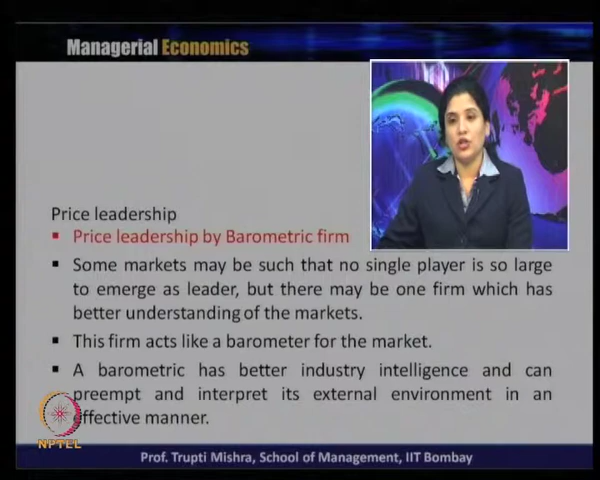 Managerial Economics
Price leadership
▪ Price leadership by Barometric firm
▪ Some markets may be such that no single player is so large
to emerge as leader, but there may be one firm which has
better understanding of the markets.
▪ This firm acts like a barometer for the market.
▪ A barometric has better industry intelligence and can
preempt and interpret its external environment in an
effective manner.
NPTEL
Prof. Trupti Mishra, School of Management, IIT Bombay